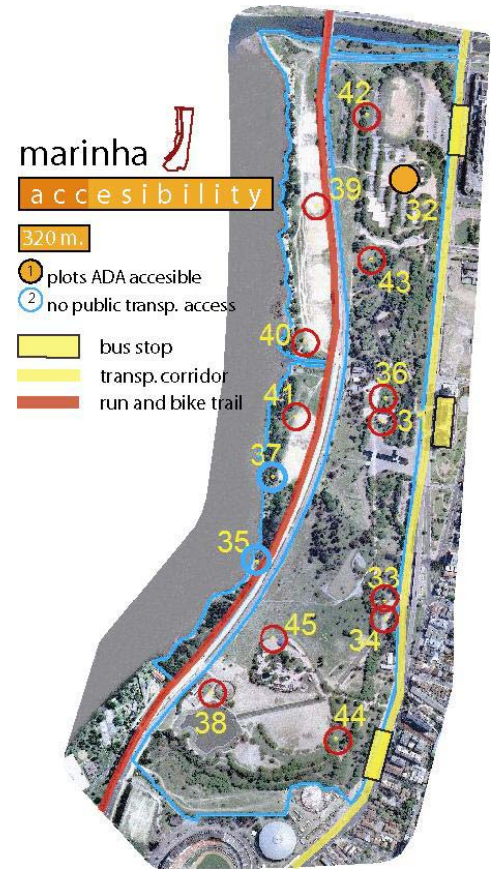 marinha
accesibility
320 m.
1 plots ADA accesible
2 no public transp. access
bus stop
transp. corridor
run and bike trail
42
32
39
43
40
36
41
31
37
35
33
34
45
38
44